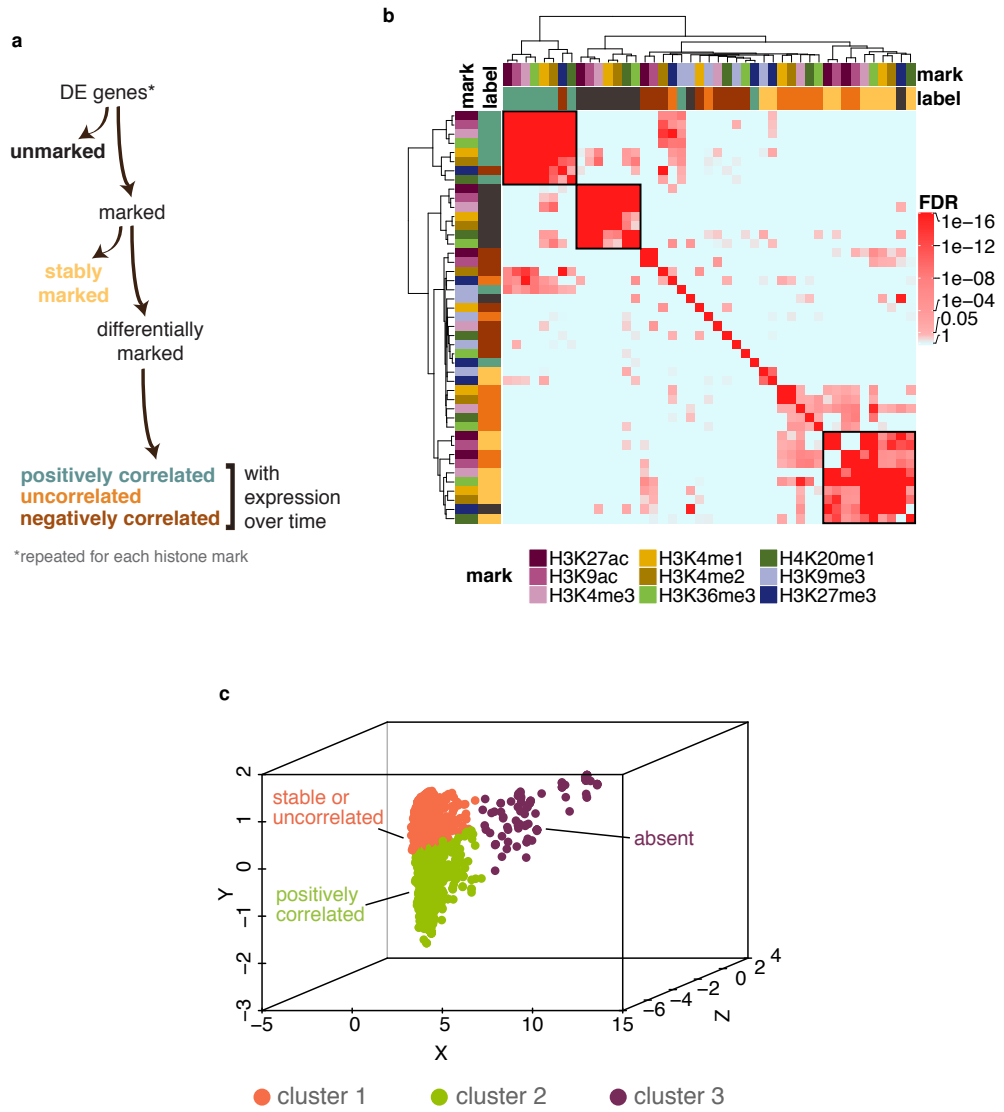 a
DE genes*
unmarked
marked
stably
marked
differentially
marked
positively correlated
uncorrelated
negatively correlated
with
expression
over time
*repeated for each histone mark
b
mark
label
mark
label
FDR
1e−16
1e−12
1e−08
1e−04
0.05
1
mark
H3K27ac
H3K9ac
H3K4me3
H3K4me1
H3K4me2
H3K36me3
H4K20me1
H3K9me3
H3K27me3
c
stable or
uncorrelated
positively
correlated
absent
Y
2
1
0
−1
−2
−3
−5
0
5
10
15
X
−6
−4
−2
0
2
4
Z
cluster 1
cluster 2
cluster 3